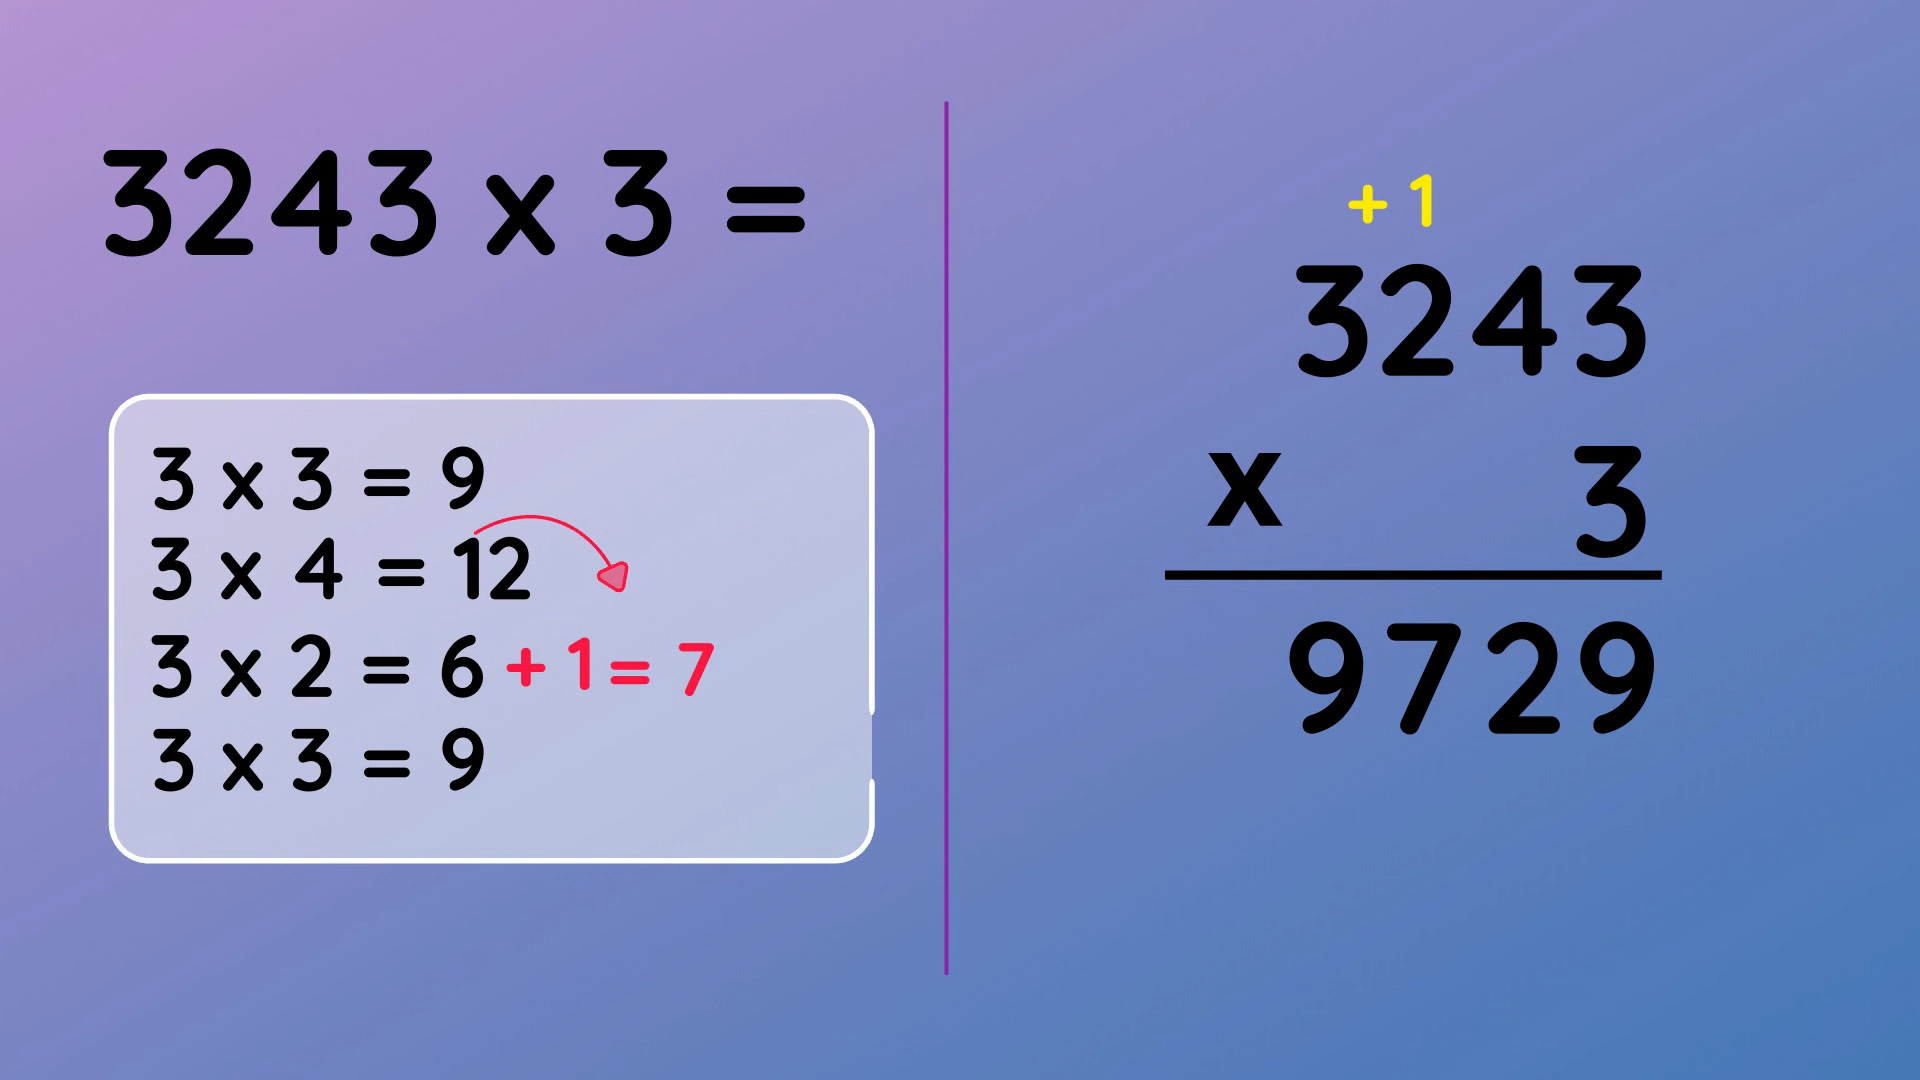 3243 x 3 =
3 x 3 = 9
3 x 4 = 12
3 x 2 = 6 + 1 = 7
3 x 3 = 9
+ 1
3243
x 3
9729